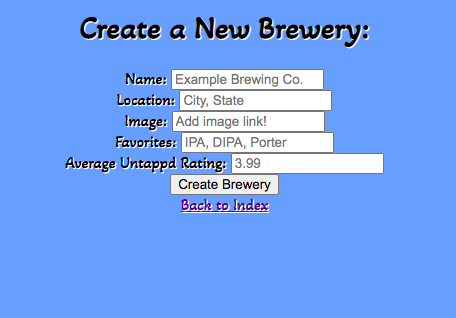 Create a New Brewery:
Name: Example Brewing Co.
Location: City, State
Image: Add image link!
Favorites: IPA, DIPA, Porter
Average Untappd Rating: 3.99
Create Brewery
Back to Index